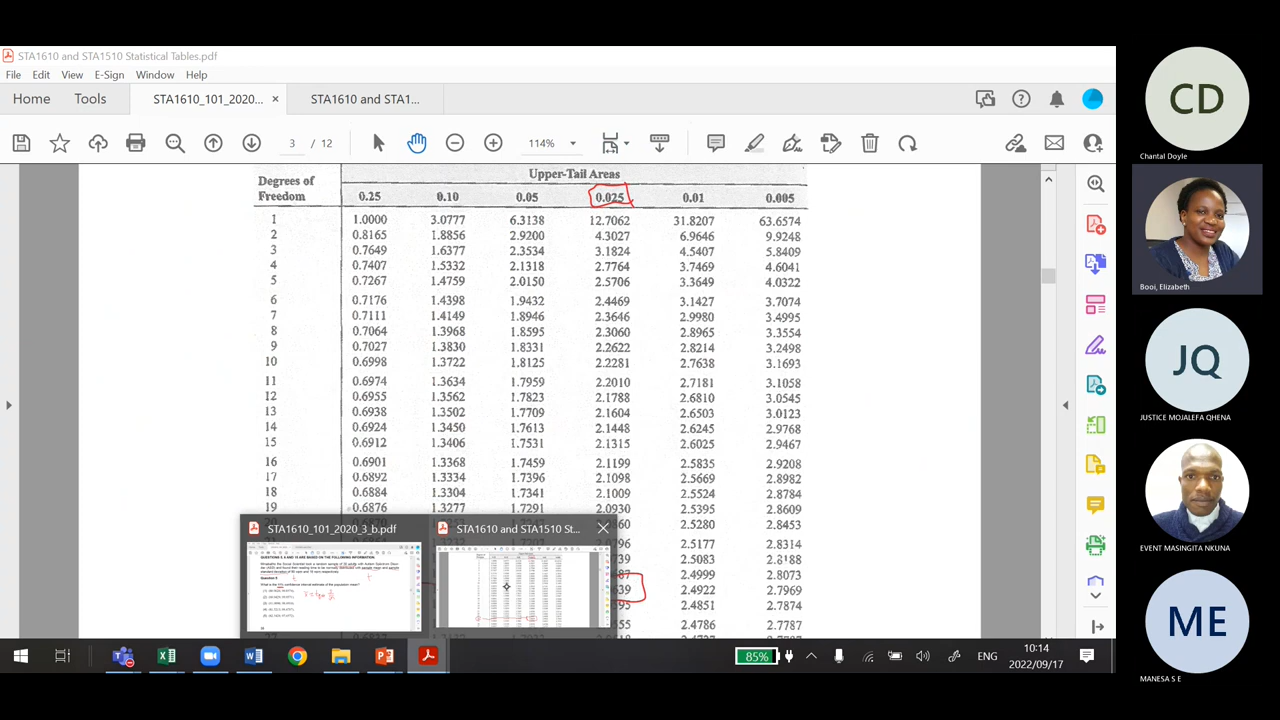 STA1610 and STA1510 Statistical Tables.pdf
File Edit View E-Sign Window Help
Home Tools STA1610_101_2020... × STA1610 and STA1...
3 / 12 114%
Upper-Tail Areas
Degrees of
Freedom 0.25 0.10 0.05 0.025 0.01 0.005
1 1.0000 3.0777 6.3138 12.7062 31.8207 63.6574
2 0.8165 1.8856 2.9200 4.3027 6.9646 9.9248
3 0.7649 1.6377 2.3534 3.1824 4.5407 5.8409
4 0.7407 1.5332 2.1318 2.7764 3.7469 4.6041
5 0.7267 1.4759 2.0150 2.5706 3.3649 4.0322
6 0.7176 1.4398 1.9432 2.4469 3.1427 3.7074
7 0.7111 1.4149 1.8946 2.3646 2.9980 3.4995
8 0.7064 1.3968 1.8595 2.3060 2.8965 3.3554
9 0.7027 1.3830 1.8331 2.2622 2.8214 3.2498
10 0.6998 1.3722 1.8125 2.2281 2.7638 3.1693
11 0.6974 1.3634 1.7959 2.2010 2.7181 3.1058
12 0.6955 1.3562 1.7823 2.1788 2.6810 3.0545
13 0.6938 1.3502 1.7709 2.1604 2.6503 3.0123
14 0.6924 1.3450 1.7613 2.1448 2.6245 2.9768
15 0.6912 1.3406 1.7531 2.1315 2.6025 2.9467
16 0.6901 1.3368 1.7459 2.1199 2.5835 2.9208
17 0.6892 1.3334 1.7396 2.1098 2.5669 2.8982
18 0.6884 1.3304 1.7341 2.1009 2.5524 2.8784
19 0.6876 1.3277 1.7291 2.0930 2.5395 2.8609
2.5280 2.8453
2.5177 2.8314
2.5083 2.8188
2.4999 2.8073
2.4922 2.7969
2.4851 2.7874
2.4786 2.7787
STA1610_101_2020_3_b.pdf
STA1610 and STA1510 St...
85% ENG 10:14
2022/09/17
CD
Chantal Doyle
Booi, Elizabeth
JQ
JUSTICE MOJALEFA QHENA
EVENT MASINGITA NKUNA
ME
MANESA S E